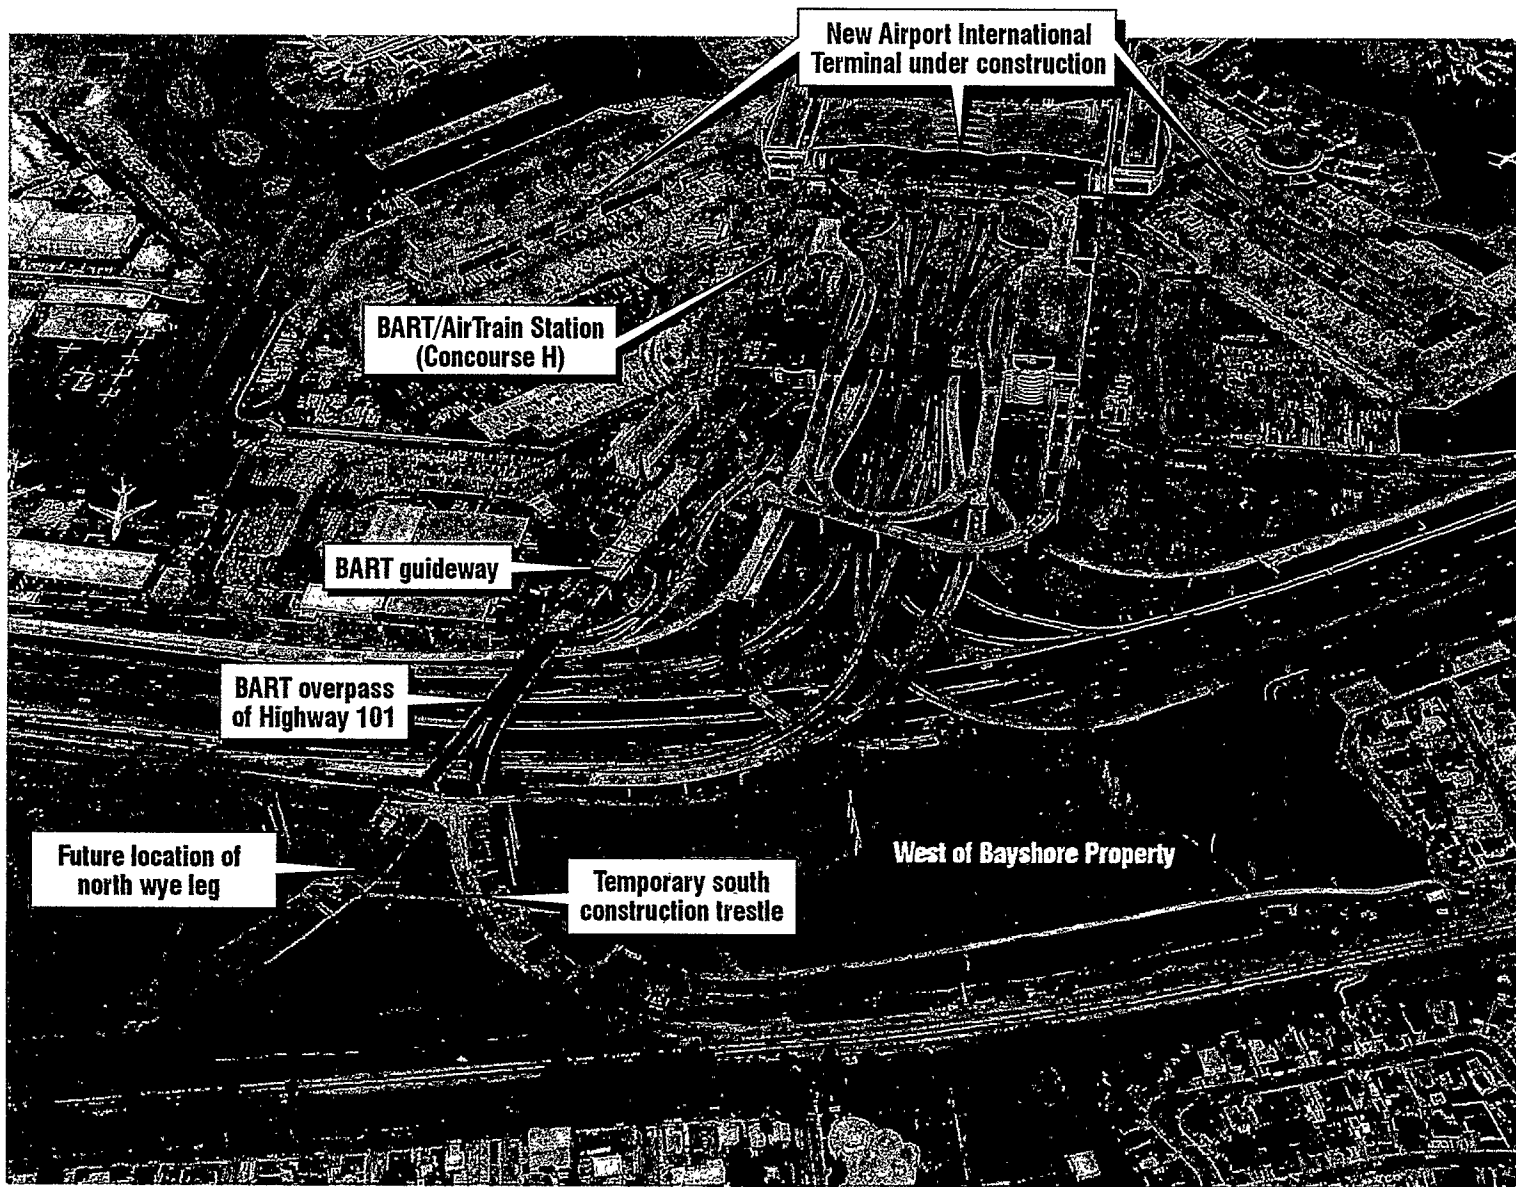 New Airport International
Terminal under construction
BART/AirTrain Station
(Concourse H)
BART guideway
BART overpass
of Highway 101
Future location of
north wye leg
Temporary south
construction trestle
West of Bayshore Property